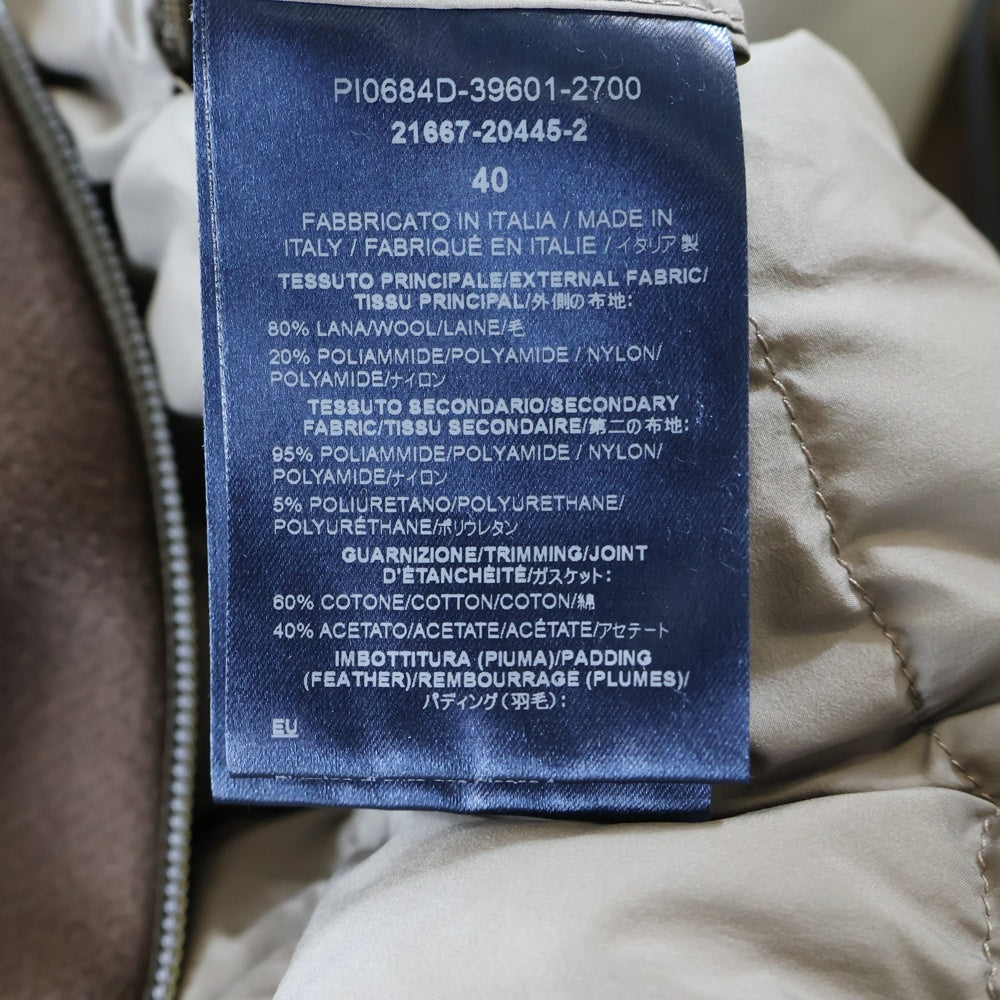 PI0684D-39601-2700
21667-20445-2
40
FABBRICATO IN ITALIA / MADE IN
ITALY / FABRIQUÉ EN ITALIE / イタリア製
TESSUTO PRINCIPALE/EXTERNAL FABRIC/
TISSU PRINCIPAL/外側の布地:
80% LANA/WOOL/LAINE/毛
20% POLIAMMIDE/POLYAMIDE / NYLON/
POLYAMIDE/ナイロン
TESSUTO SECONDARIO/SECONDARY
FABRIC/TISSU SECONDAIRE/第二の布地:
95% POLIAMMIDE/POLYAMIDE / NYLON/
POLYAMIDE/ナイロン
5% POLIURETANO/POLYURETHANE/
POLYURÉTHANE/ポリウレタン
GUARNIZIONE/TRIMMING/JOINT
D'ÉTANCHÉITÉ/ガスケット:
60% COTONE/COTTON/COTON/綿
40% ACETATO/ACETATE/ACÉTATE/アセテート
IMBOTTITURA (PIUMA)/PADDING
(FEATHER)/REMBOURRAGE (PLUMES)/
パディング(羽毛):
EU